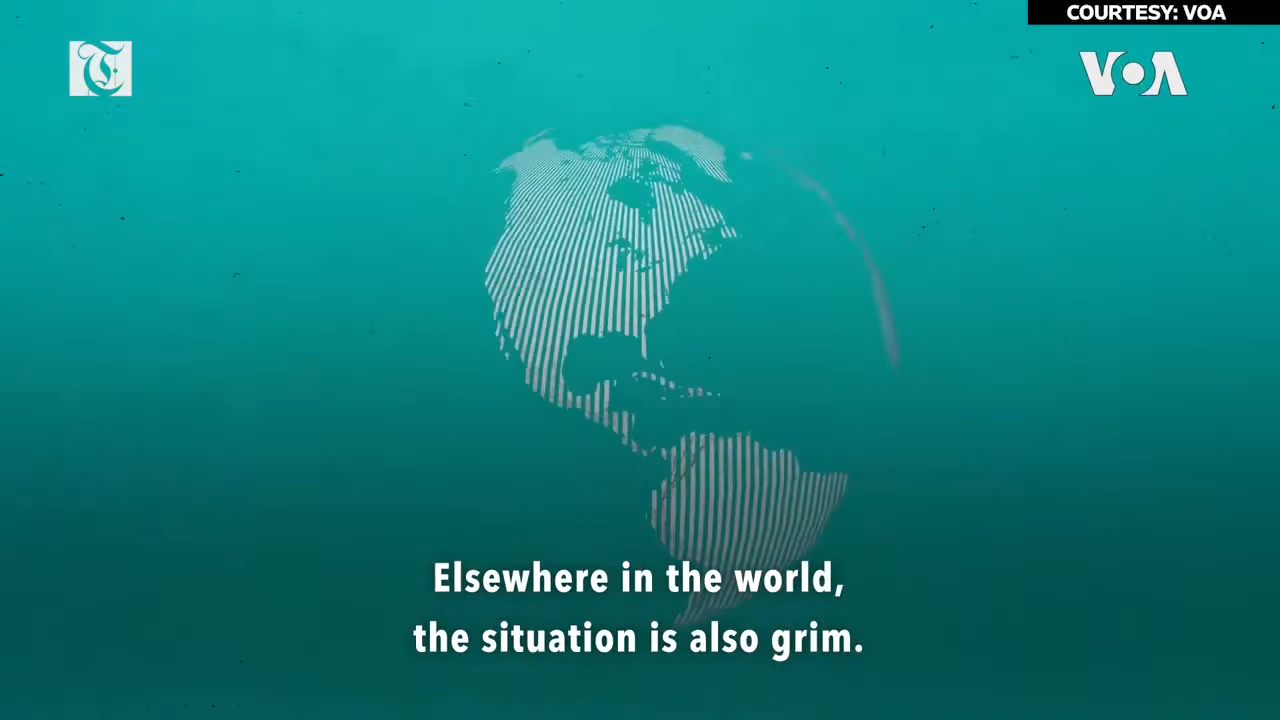 COURTESY: VOA
T
VOA
Elsewhere in the world,
the situation is also grim.